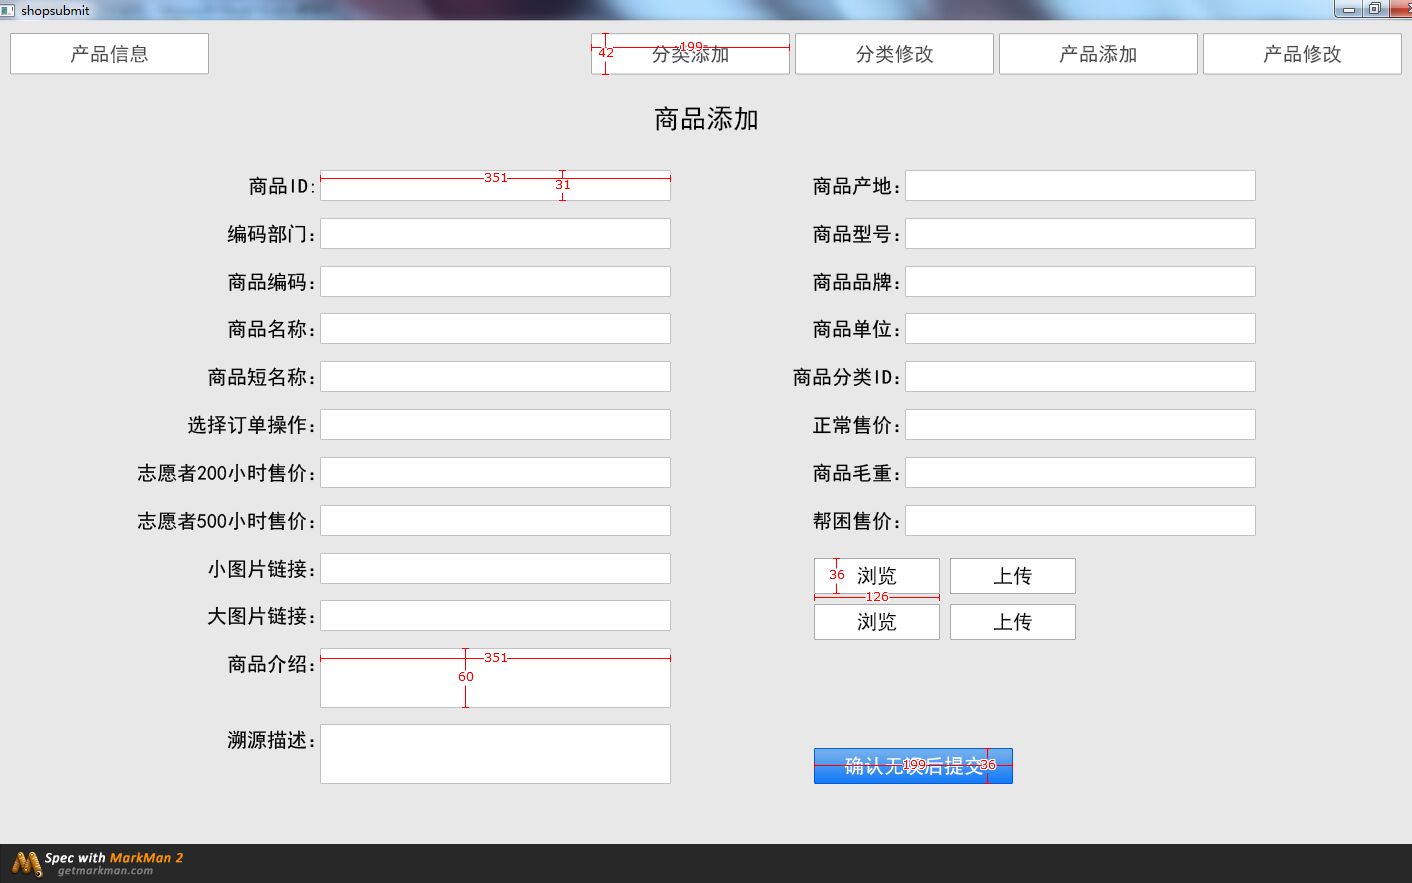 shopsubmit
产品信息
分类添加
分类修改
产品添加
产品修改
199
42
商品添加
商品ID:
351
31
商品产地：
编码部门：
商品型号：
商品编码：
商品品牌：
商品名称：
商品单位：
商品短名称：
商品分类ID：
选择订单操作：
正常售价：
志愿者200小时售价：
商品毛重：
志愿者500小时售价：
帮困售价：
小图片链接：
36
浏览
上传
126
大图片链接：
浏览
上传
商品介绍：
351
60
溯源描述：
确认无误后提交
199
36
Spec with MarkMan 2
getmarkman.com